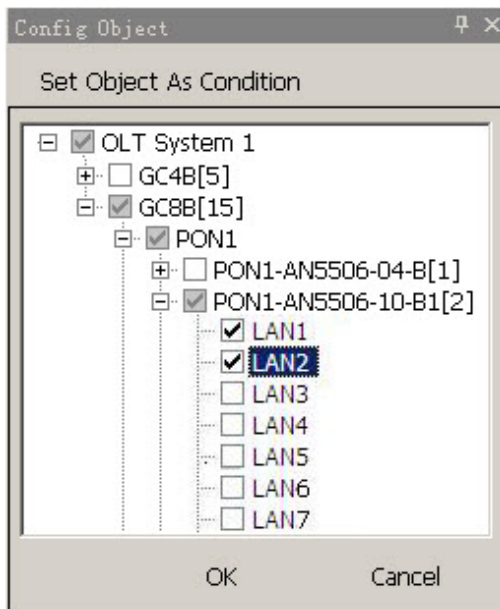 Config Object
Set Object As Condition
OLT System 1
GC4B[5]
GC8B[15]
PON1
PON1-AN5506-04-B[1]
PON1-AN5506-10-B1[2]
LAN1
LAN2
LAN3
LAN4
LAN5
LAN6
LAN7
OK Cancel